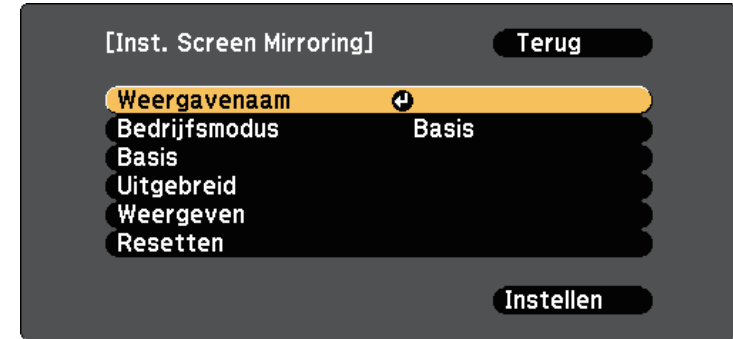 [Inst. Screen Mirroring] Terug
Weergavenaam
Bedrijfsmodus Basis
Basis
Uitgebreid
Weergeven
Resetten
Instellen